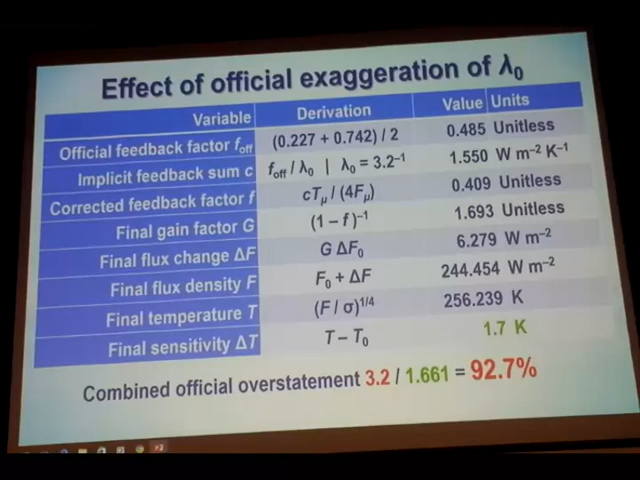 Effect of official exaggeration of λ₀
Variable Derivation Value Units
Official feedback factor f_off (0.227 + 0.742) / 2 0.485 Unitless
Implicit feedback sum c f_off / λ₀ | λ₀ = 3.2⁻¹ 1.550 W m⁻² K⁻¹
Corrected feedback factor f cT_μ / (4F_μ) 0.409 Unitless
Final gain factor G (1 – f)⁻¹ 1.693 Unitless
Final flux change ΔF G ΔF₀ 6.279 W m⁻²
Final flux density F F₀ + ΔF 244.454 W m⁻²
Final temperature T (F / σ)¹/⁴ 256.239 K
Final sensitivity ΔT T – T₀ 1.7 K
Combined official overstatement 3.2 / 1.661 = 92.7%